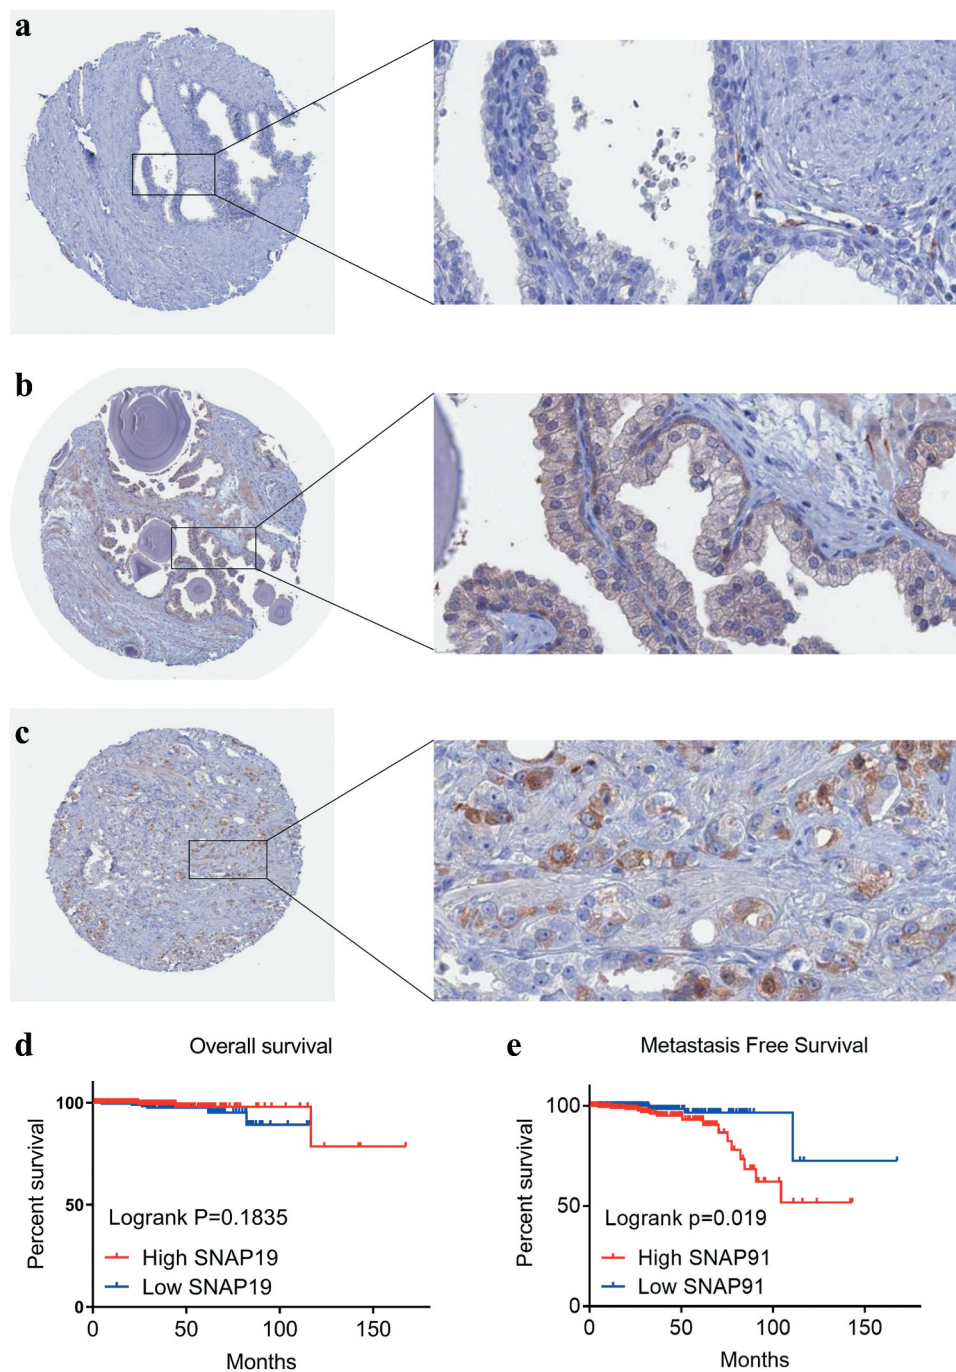 a
b
c
d
Overall survival
Percent survival
100
50
0
Logrank P=0.1835
High SNAP19
Low SNAP19
0 50 100 150
Months
e
Metastasis Free Survival
Percent survival
100
50
0
Logrank p=0.019
High SNAP91
Low SNAP91
0 50 100 150
Months